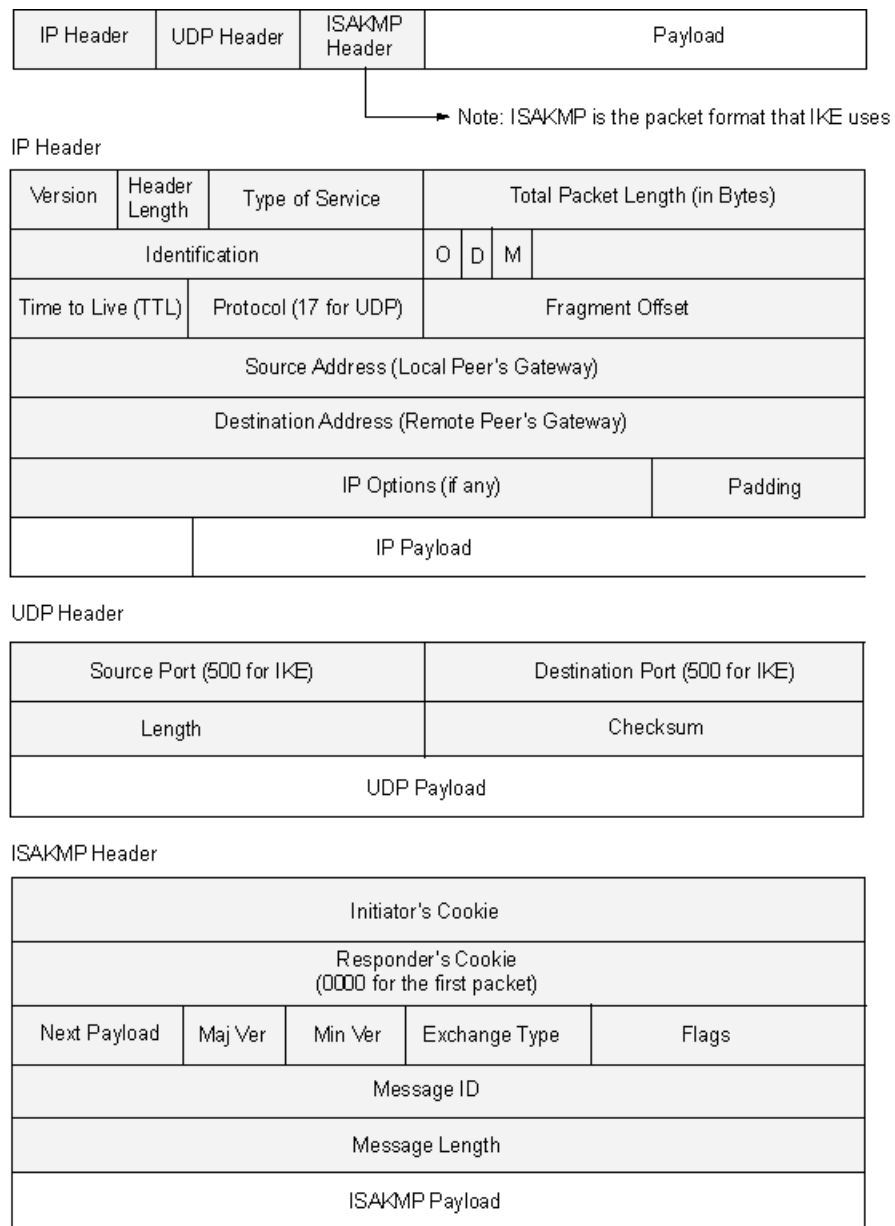 IP Header UDP Header ISAKMP Header Payload
Note: ISAKMP is the packet format that IKE uses
IP Header
Version Header Length Type of Service Total Packet Length (in Bytes)
Identification O D M
Time to Live (TTL) Protocol (17 for UDP) Fragment Offset
Source Address (Local Peer's Gateway)
Destination Address (Remote Peer's Gateway)
IP Options (if any) Padding
IP Payload
UDP Header
Source Port (500 for IKE) Destination Port (500 for IKE)
Length Checksum
UDP Payload
ISAKMP Header
Initiator's Cookie
Responder's Cookie
(0000 for the first packet)
Next Payload Maj Ver Min Ver Exchange Type Flags
Message ID
Message Length
ISAKMP Payload